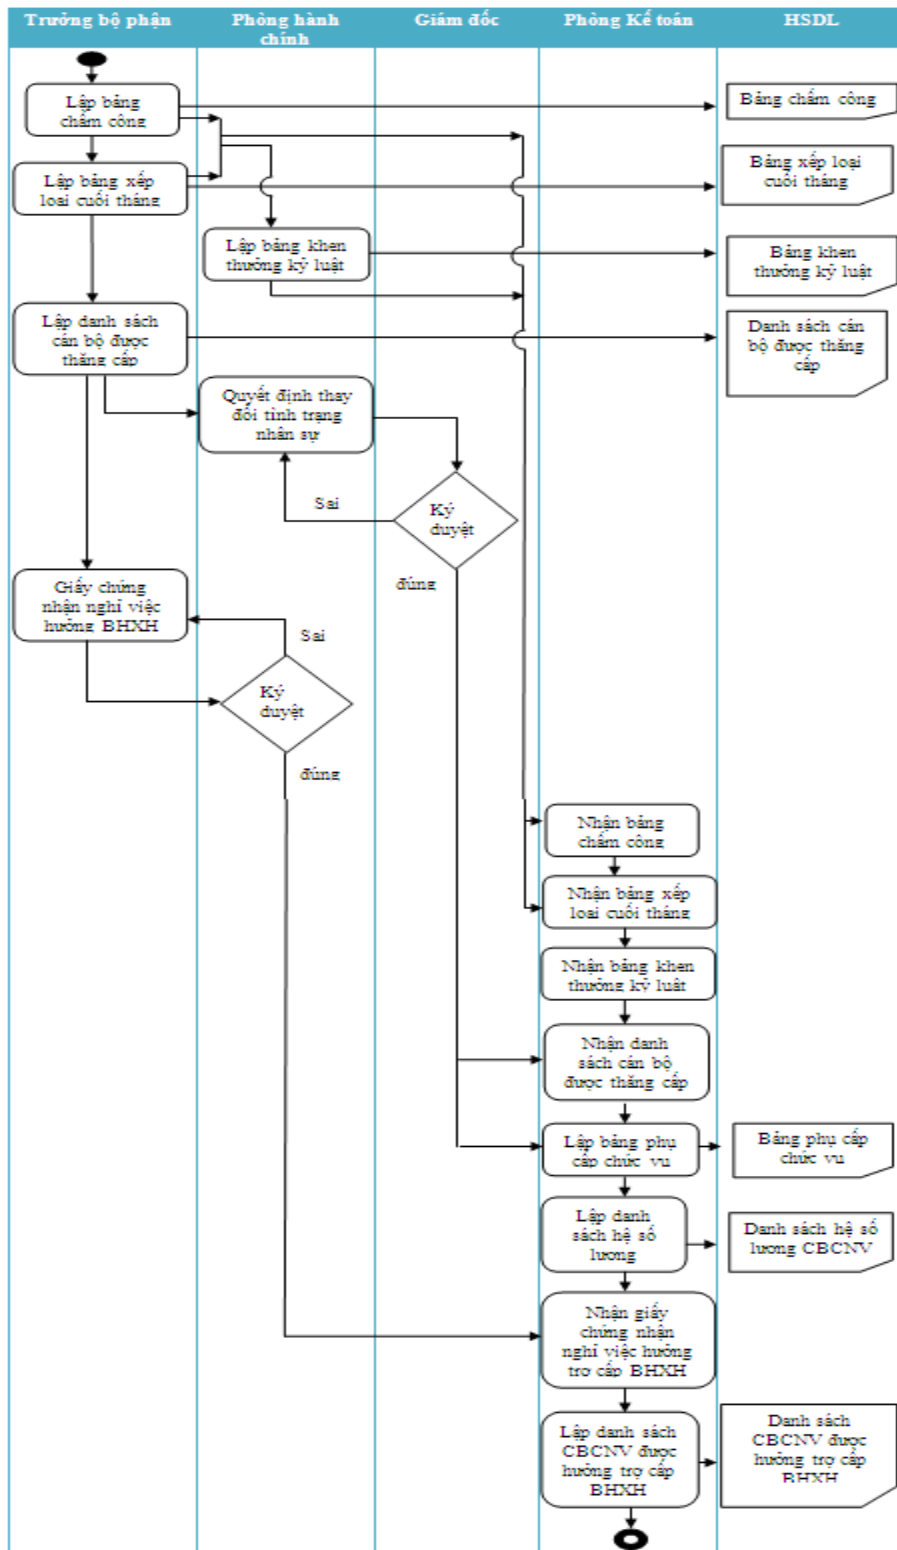 Trưởng bộ phận
Phòng hành
chính
Giám đốc
Phòng Kế toán
HSDL
Lập bảng
chấm công
Bảng chấm công
Lập bảng xếp
loại cuối tháng
Bảng xếp loại
cuối tháng
Lập bảng khen
thưởng kỷ luật
Bảng khen
thưởng kỷ luật
Lập danh sách
cán bộ được
thăng cấp
Danh sách cán
bộ được thăng
cấp
Quyết định thay
đổi tình trạng
nhân sự
Sai
Ký
duyệt
đúng
Giấy chứng
nhận nghỉ việc
hưởng BHXH
Sai
Ký
duyệt
đúng
Nhận bảng
chấm công
Nhận bảng xếp
loại cuối tháng
Nhận bảng khen
thưởng kỷ luật
Nhận danh
sách cán bộ
được thăng cấp
Lập bảng phụ
cấp chức vụ
Bảng phụ cấp
chức vụ
Lập danh
sách hệ số
lương
Danh sách hệ số
lương CBCNV
Nhận giấy
chứng nhận
nghỉ việc hưởng
trợ cấp BHXH
Lập danh sách
CBCNV được
hưởng trợ cấp
BHXH
Danh sách
CBCNV được
hưởng trợ cấp
BHXH